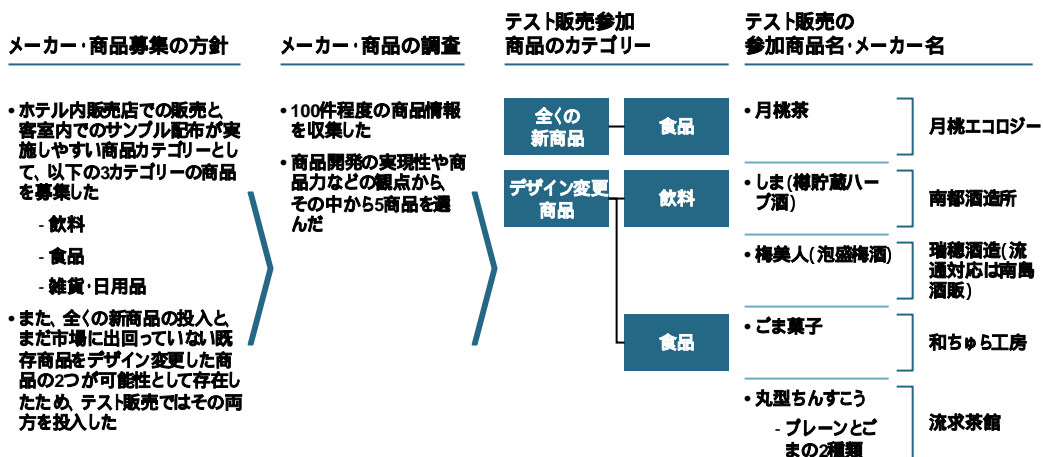 メーカー・商品募集の方針
• ホテル内販売店での販売と、
客室内でのサンプル配布が実
施しやすい商品カテゴリーとし
て、以下の3カテゴリーの商品
を募集した
- 飲料
- 食品
- 雑貨・日用品
• また、全くの新商品の投入と、
まだ市場に出回っていない既
存商品をデザイン変更した商
品の2つが可能性として存在し
たため、テスト販売ではその両
方を投入した
メーカー・商品の調査
• 100件程度の商品情報
を収集した
• 商品開発の実現性や商
品力などの観点から、
その中から5商品を選
んだ
テスト販売参加
商品のカテゴリー
全くの
新商品
食品
デザイン変更
商品
飲料
食品
テスト販売の
参加商品名・メーカー名
• 月桃茶
月桃エコロジー
• しま(樽貯蔵ハー
ブ酒)
南都酒造所
• 梅美人(泡盛梅酒)
瑞穂酒造(流
通対応は南島
酒販)
• ごま菓子
和ちゅら工房
• 丸型ちんすこう
- プレーンとご
まの2種類
流求茶館